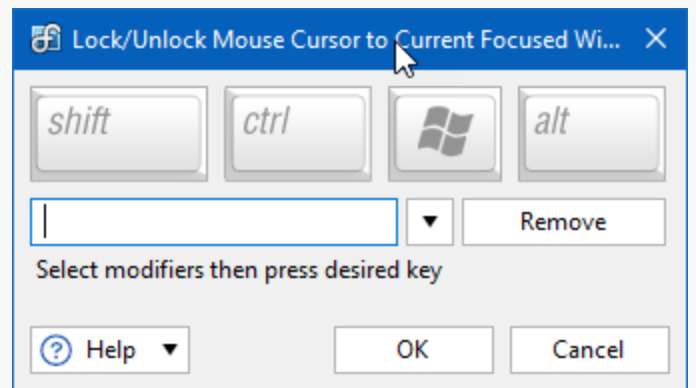 Lock/Unlock Mouse Cursor to Current Focused Wi...
shift ctrl alt
Remove
Select modifiers then press desired key
Help OK Cancel